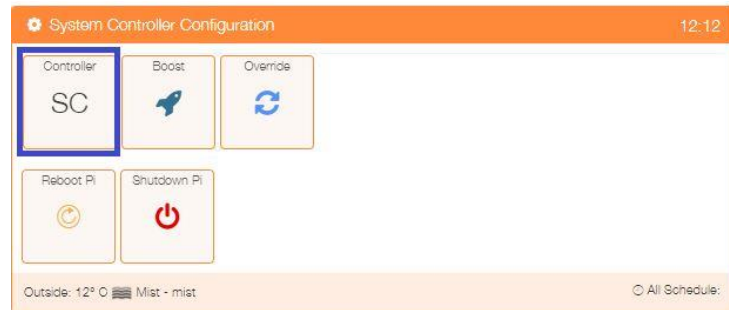 System Controller Configuration 12:12
Controller Boost Override
SC
Reboot Pi Shutdown Pi
Outside: 12° C Mist - mist All Schedule: